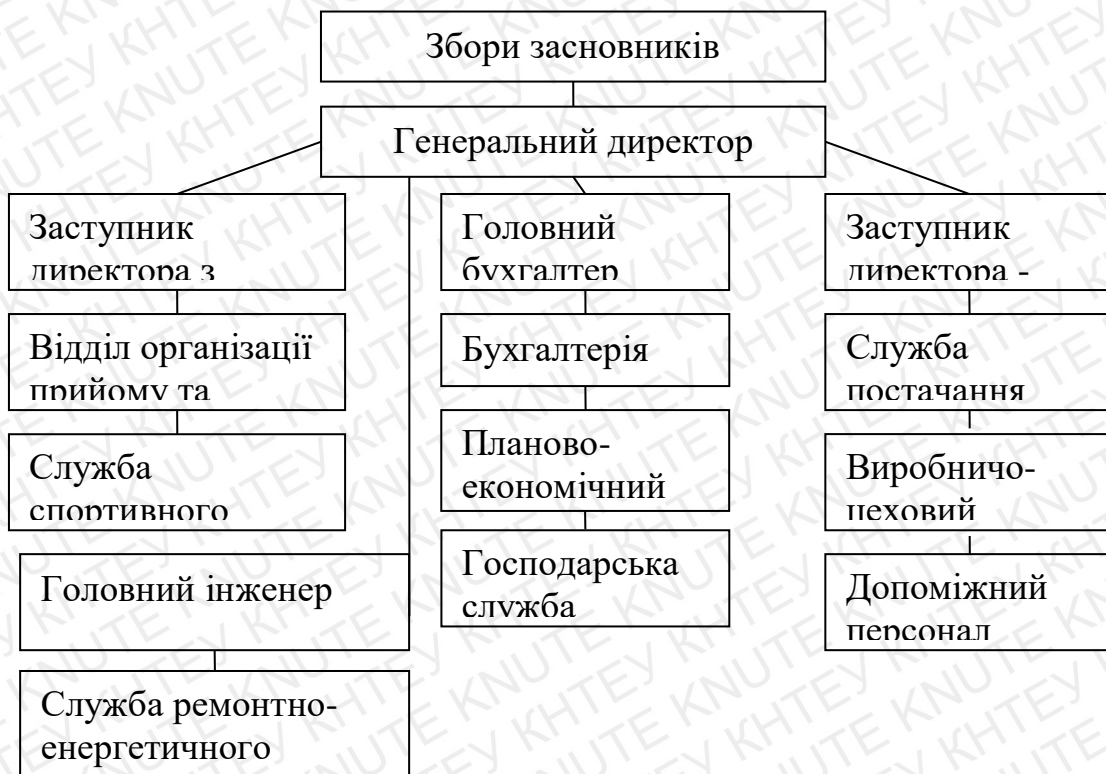 Збори засновників
Генеральний директор
Заступник
директора з
Відділ організації
прийому та
Служба
спортивного
Головний інженер
Служба ремонтно-
енергетичного
Головний
бухгалтер
Бухгалтерія
Планово-
економічний
Господарська
служба
Заступник
директора -
Служба
постачання
Виробничо-
цеховий
Допоміжний
персонал